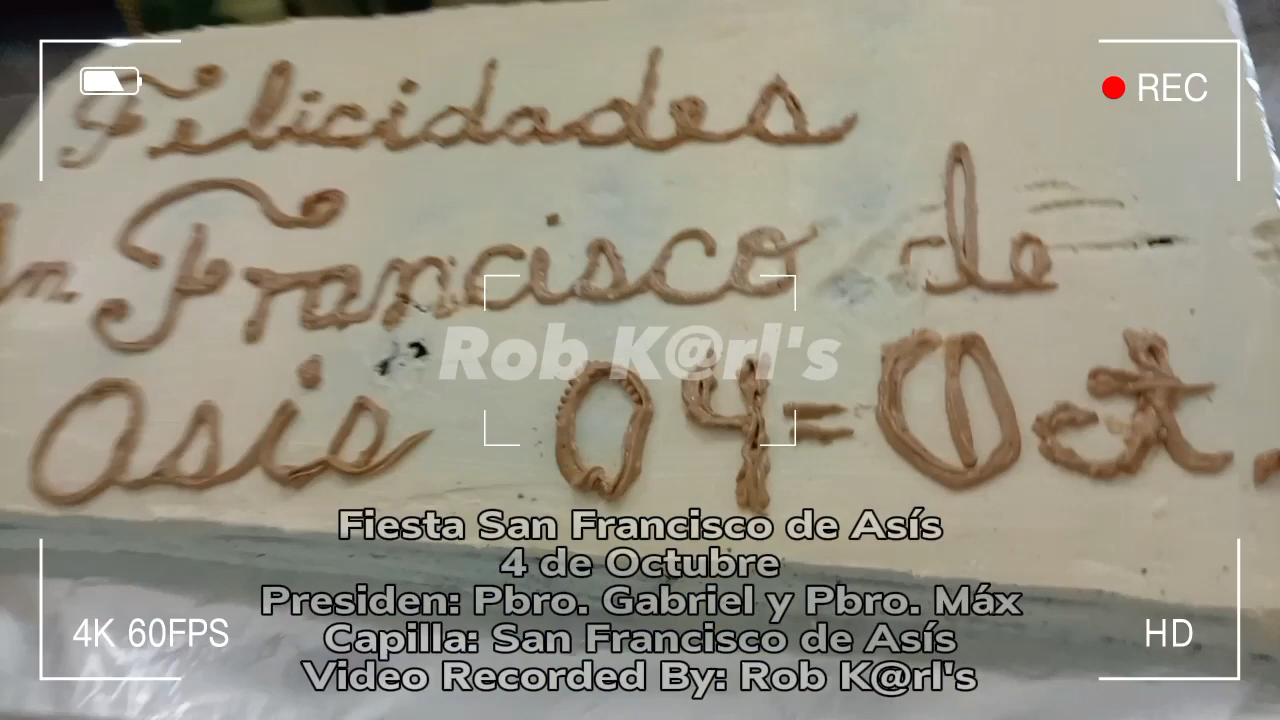 REC
Felicidades
Francisco de
Asis 04=Oct.
Rob K@rl's
Fiesta San Francisco de Asís
4 de Octubre
Presiden: Pbro. Gabriel y Pbro. Máx
Capilla: San Francisco de Asís
Video Recorded By: Rob K@rl's
4K 60FPS
HD